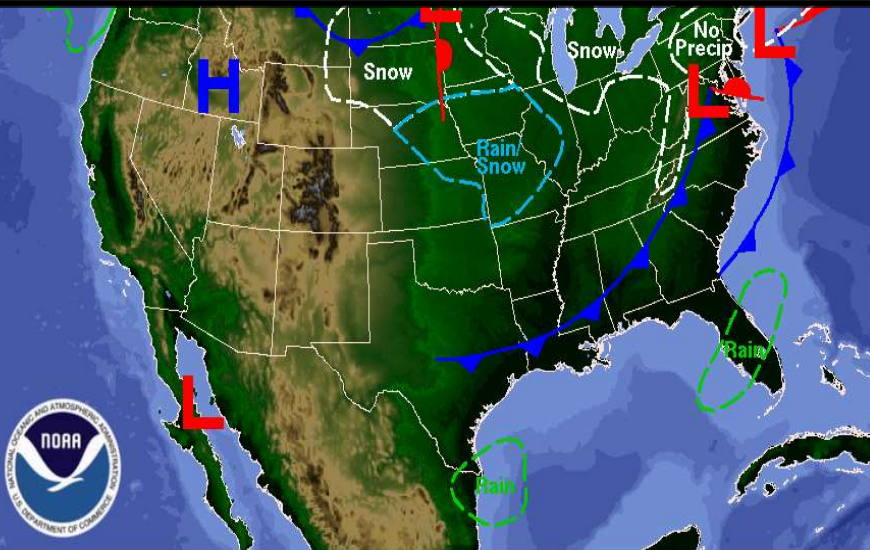 L
L
No
Precip
Snow
H
Snow
L
Rain/
Snow
Rain
L
Rain
NATIONAL OCEANIC AND ATMOSPHERIC ADMINISTRATION
NOAA
U.S. DEPARTMENT OF COMMERCE